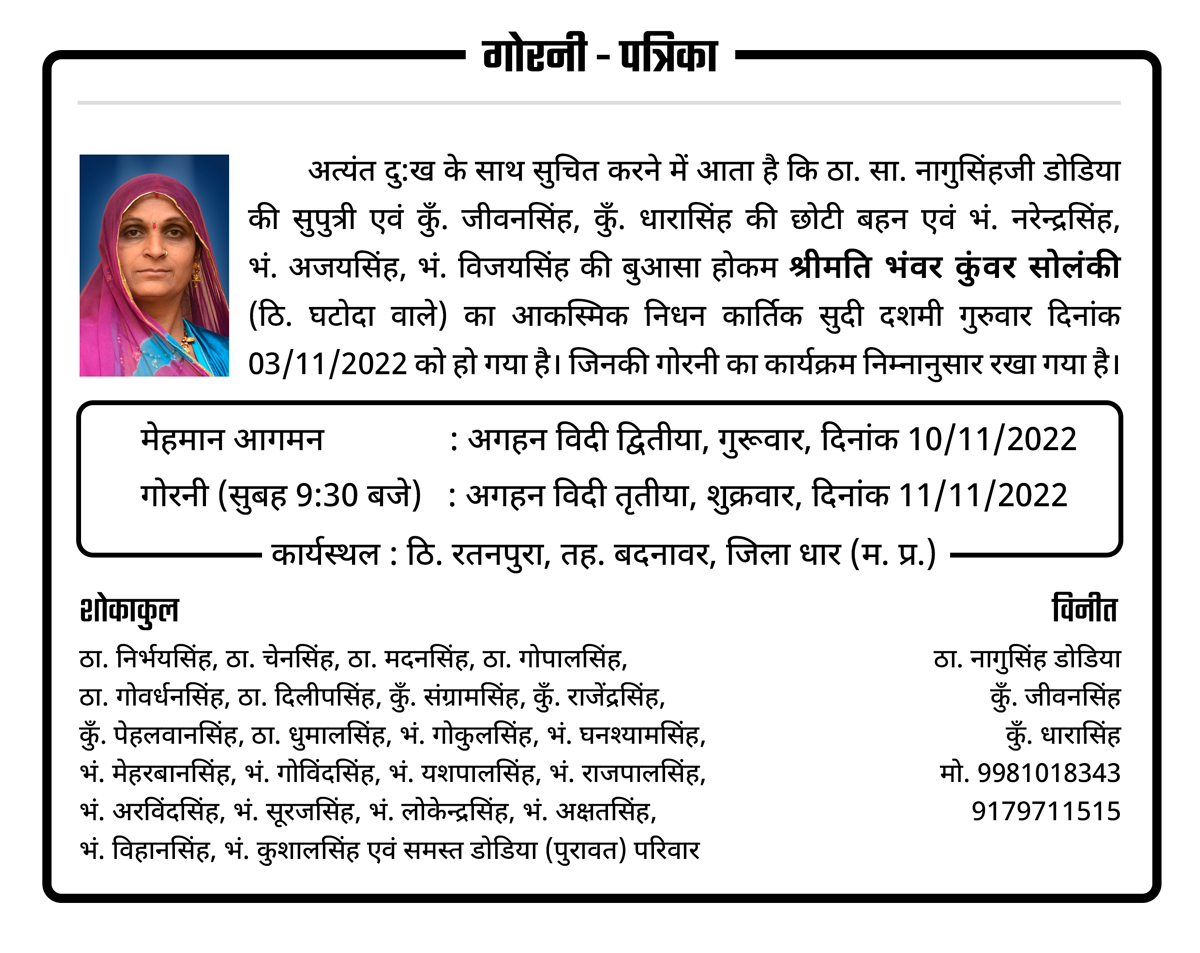 गोरनी - पत्रिका
अत्यंत दु:ख के साथ सुचित करने में आता है कि ठा. सा. नागुसिंहजी डोडिया
की सुपुत्री एवं कुँ. जीवनसिंह, कुँ. धारासिंह की छोटी बहन एवं भं. नरेन्द्रसिंह,
भं. अजयसिंह, भं. विजयसिंह की बुआसा होकम श्रीमति भंवर कुंवर सोलंकी
(ठि. घटोदा वाले) का आकस्मिक निधन कार्तिक सुदी दशमी गुरुवार दिनांक
03/11/2022 को हो गया है। जिनकी गोरनी का कार्यक्रम निम्नानुसार रखा गया है।
मेहमान आगमन : अगहन विदी द्वितीया, गुरूवार, दिनांक 10/11/2022
गोरनी (सुबह 9:30 बजे) : अगहन विदी तृतीया, शुक्रवार, दिनांक 11/11/2022
कार्यस्थल : ठि. रतनपुरा, तह. बदनावर, जिला धार (म. प्र.)
शोकाकुल
ठा. निर्भयसिंह, ठा. चेनसिंह, ठा. मदनसिंह, ठा. गोपालसिंह,
ठा. गोवर्धनसिंह, ठा. दिलीपसिंह, कुँ. संग्रामसिंह, कुँ. राजेंद्रसिंह,
कुँ. पेहलवानसिंह, ठा. धुमालसिंह, भं. गोकुलसिंह, भं. घनश्यामसिंह,
भं. मेहरबानसिंह, भं. गोविंदसिंह, भं. यशपालसिंह, भं. राजपालसिंह,
भं. अरविंदसिंह, भं. सूरजसिंह, भं. लोकेन्द्रसिंह, भं. अक्षतसिंह,
भं. विहानसिंह, भं. कुशालसिंह एवं समस्त डोडिया (पुरावत) परिवार
विनीत
ठा. नागुसिंह डोडिया
कुँ. जीवनसिंह
कुँ. धारासिंह
मो. 9981018343
9179711515